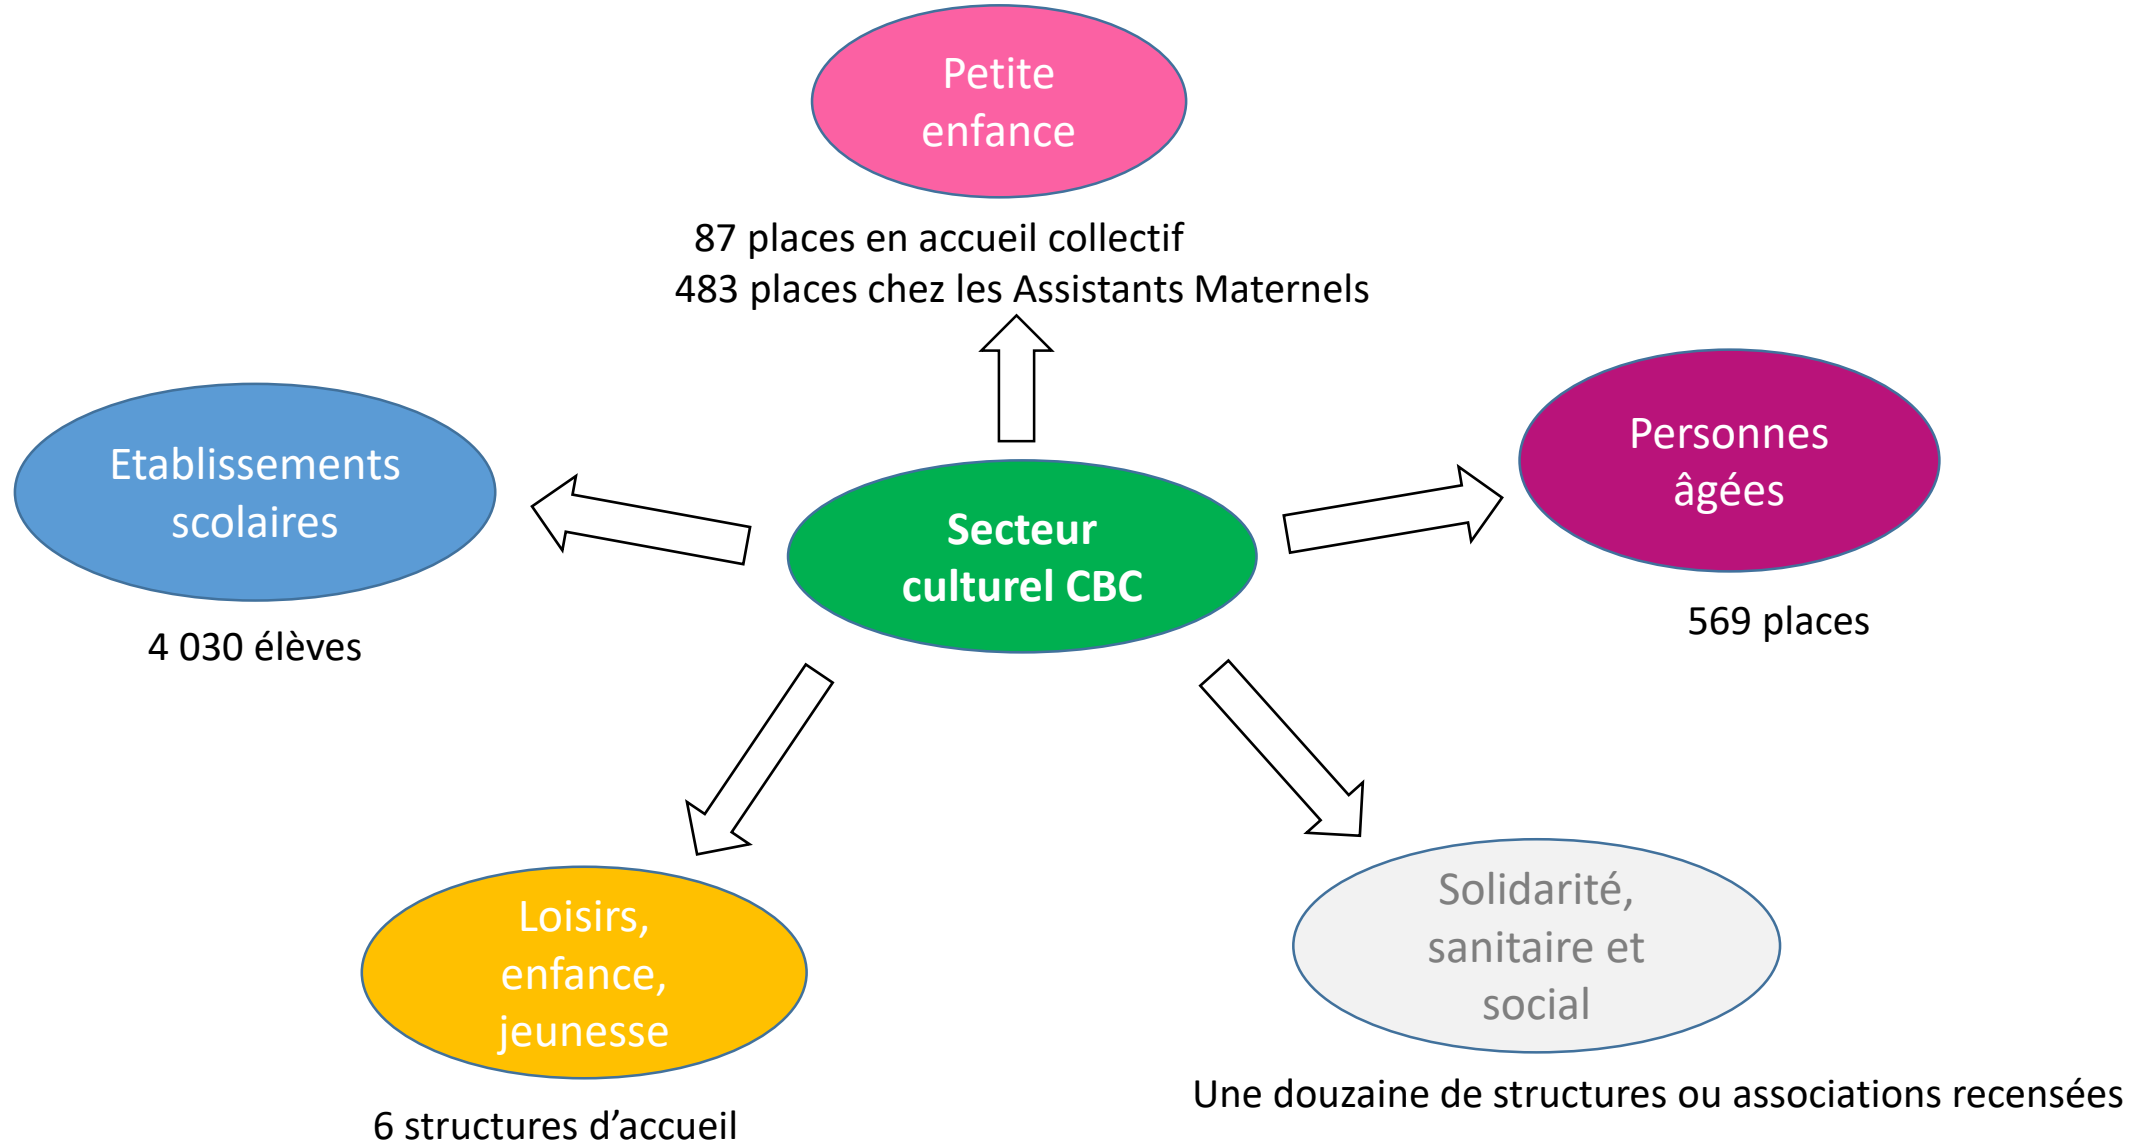 Petite
enfance
87 places en accueil collectif
483 places chez les Assistants Maternels
Etablissements
scolaires
4 030 élèves
Secteur
culturel CBC
Personnes
âgées
569 places
Loisirs,
enfance,
jeunesse
6 structures d’accueil
Solidarité,
sanitaire et
social
Une douzaine de structures ou associations recensées